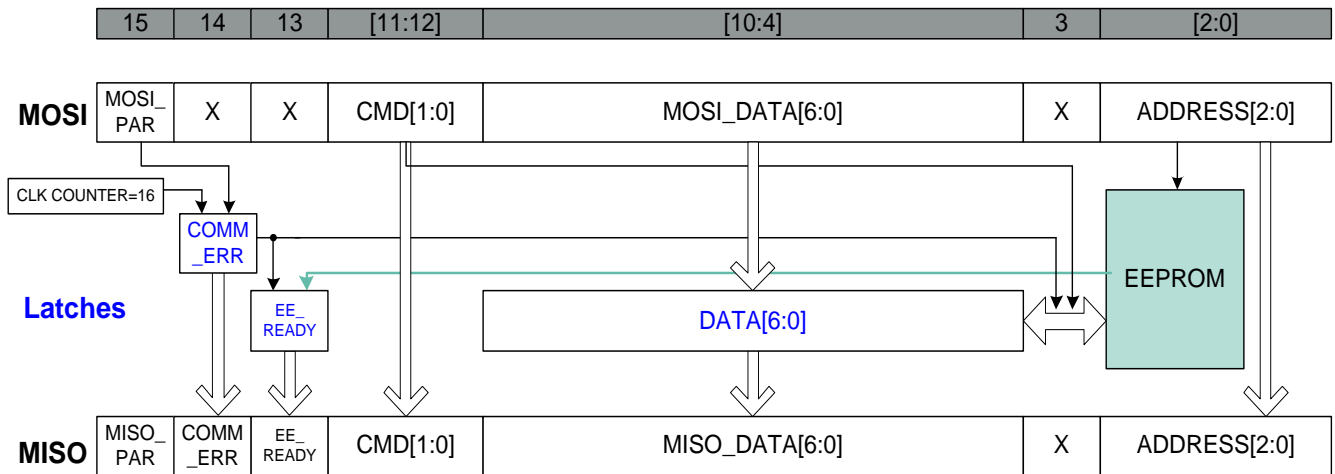 15 14 13 [11:12] [10:4] 3 [2:0]
MOSI MOSI_ X X CMD[1:0] MOSI_DATA[6:0] X ADDRESS[2:0]
PAR
CLK COUNTER=16
COMM
_ERR
EEPROM
Latches
EE_
READY
DATA[6:0]
MISO MISO_ COMM EE_ CMD[1:0] MISO_DATA[6:0] X ADDRESS[2:0]
PAR _ERR READY